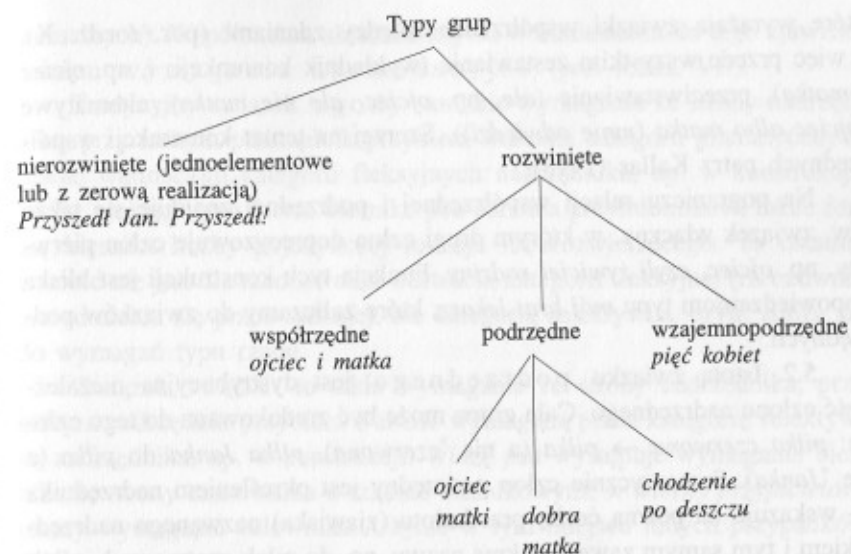 Typy grup
nierozwinięte (jednoelementowe
lub z zerową realizacją)
Przyszedł Jan. Przyszedł!
rozwinięte
współrzędne
ojciec i matka
podrzędne
wzajemnopodrzędne
pięć kobiet
ojciec
matki
dobra
matka
chodzenie
po deszczu